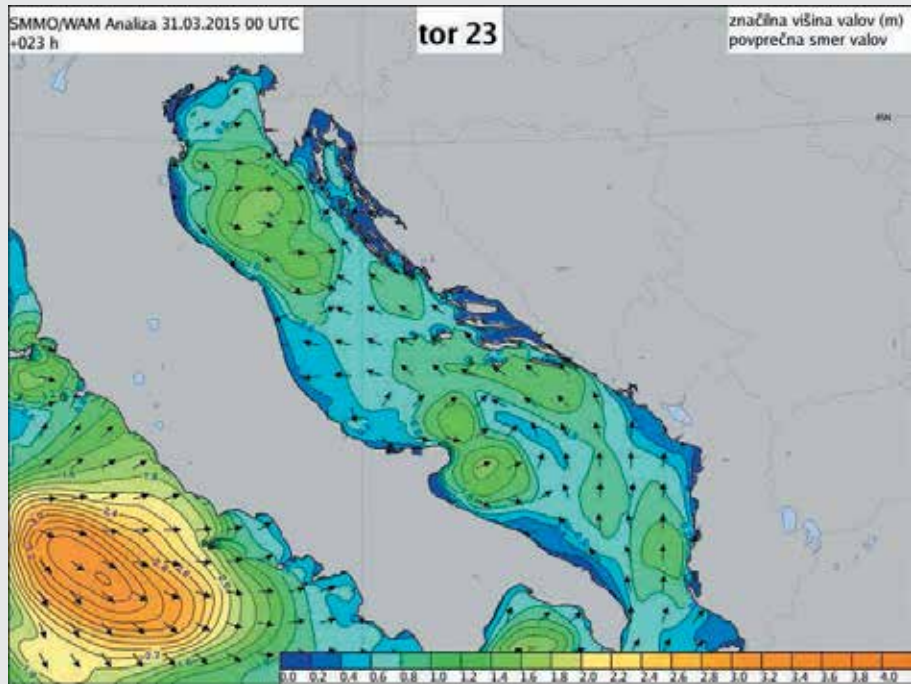 SMMO/WAM Analiza 31.03.2015 00 UTC
+023 h
tor 23
značilna višina valov (m)
povprečna smer valov
0.0 0.2 0.4 0.6 0.8 1.0 1.2 1.4 1.6 1.8 2.0 2.2 2.4 2.6 2.8 3.0 3.2 3.4 3.6 3.8 4.0